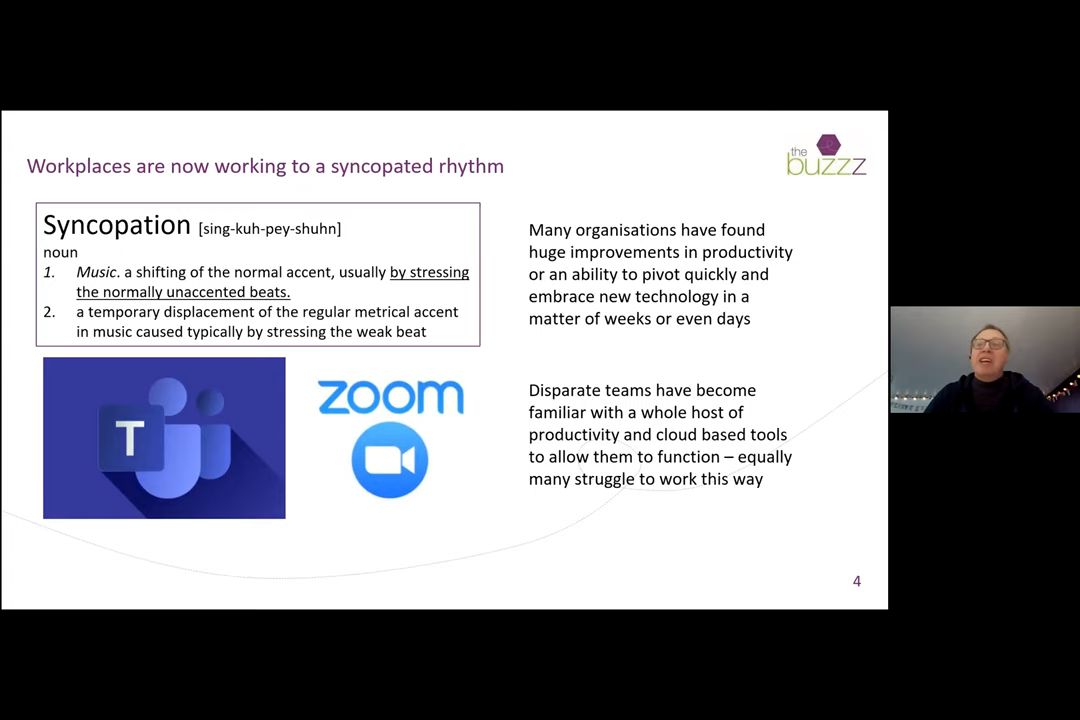 Workplaces are now working to a syncopated rhythm
the
buzzz
Syncopation [sing-kuh-pey-shuhn]
noun
1. Music. a shifting of the normal accent, usually by stressing
the normally unaccented beats.
2. a temporary displacement of the regular metrical accent
in music caused typically by stressing the weak beat
T
zoom
Many organisations have found
huge improvements in productivity
or an ability to pivot quickly and
embrace new technology in a
matter of weeks or even days
Disparate teams have become
familiar with a whole host of
productivity and cloud based tools
to allow them to function – equally
many struggle to work this way
4